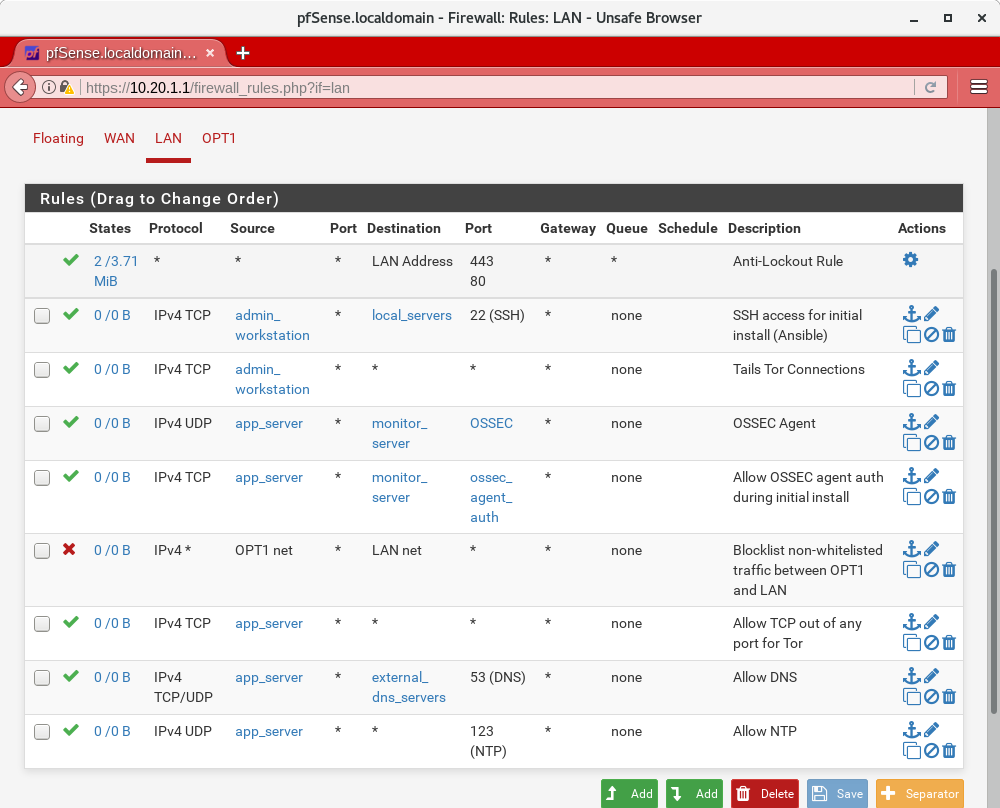 pfSense.localdomain - Firewall: Rules: LAN - Unsafe Browser
pfSense.localdomain...
https://10.20.1.1/firewall_rules.php?if=lan
Floating WAN LAN OPT1
Rules (Drag to Change Order)
States Protocol Source Port Destination Port Gateway Queue Schedule Description Actions
2 /3.71 * * * LAN Address 443 * * Anti-Lockout Rule
MiB 80
0 /0 B IPv4 TCP admin_ * local_servers 22 (SSH) * none SSH access for initial
workstation install (Ansible)
0 /0 B IPv4 TCP admin_ * * * * none Tails Tor Connections
workstation
0 /0 B IPv4 UDP app_server * monitor_ OSSEC * none OSSEC Agent
server
0 /0 B IPv4 TCP app_server * monitor_ ossec_ * none Allow OSSEC agent auth
server agent_ during initial install
auth
0 /0 B IPv4 * OPT1 net * LAN net * * none Blocklist non-whitelisted
traffic between OPT1
and LAN
0 /0 B IPv4 TCP app_server * * * * none Allow TCP out of any
port for Tor
0 /0 B IPv4 app_server * external_ 53 (DNS) * none Allow DNS
TCP/UDP dns_servers
0 /0 B IPv4 UDP app_server * * 123 * none Allow NTP
(NTP)
Add Add Delete Save Separator